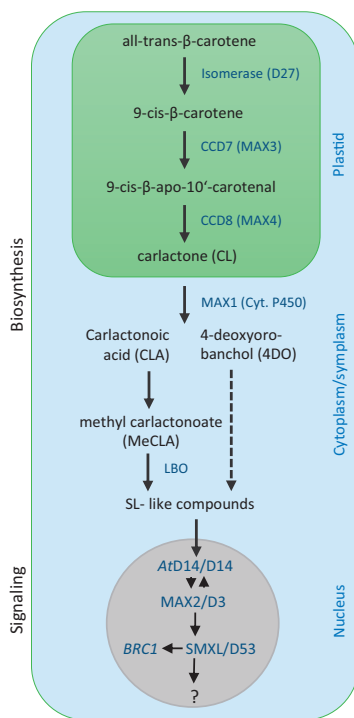 all-trans-β-carotene
Isomerase (D27)
9-cis-β-carotene
CCD7 (MAX3)
9-cis-β-apo-10‘-carotenal
CCD8 (MAX4)
carlactone (CL)
Plastid
Biosynthesis
MAX1 (Cyt. P450)
Carlactonoic
acid (CLA)
4-deoxyoro-
banchol (4DO)
methyl carlactonoate
(MeCLA)
LBO
SL- like compounds
Cytoplasm/symplasm
Signaling
AtD14/D14
MAX2/D3
BRC1
SMXL/D53
?
Nucleus